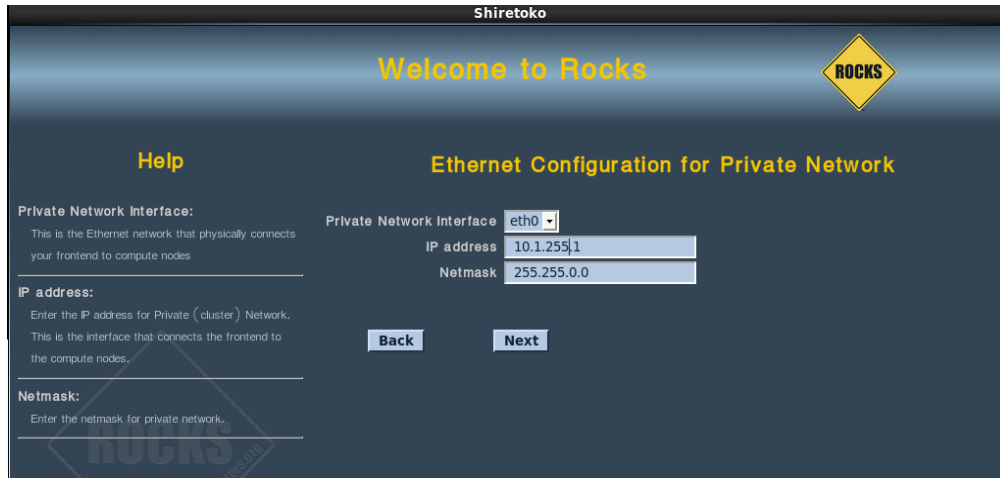 Shiretoko
Welcome to Rocks
ROCKS
Help
Private Network Interface:
This is the Ethernet network that physically connects
your frontend to compute nodes
IP address:
Enter the IP address for Private (cluster) Network.
This is the interface that connects the frontend to
the compute nodes.
Netmask:
Enter the netmask for private network.
ROCKS
ters.org
Ethernet Configuration for Private Network
Private Network Interface eth0
IP address 10.1.255.1
Netmask 255.255.0.0
Back Next